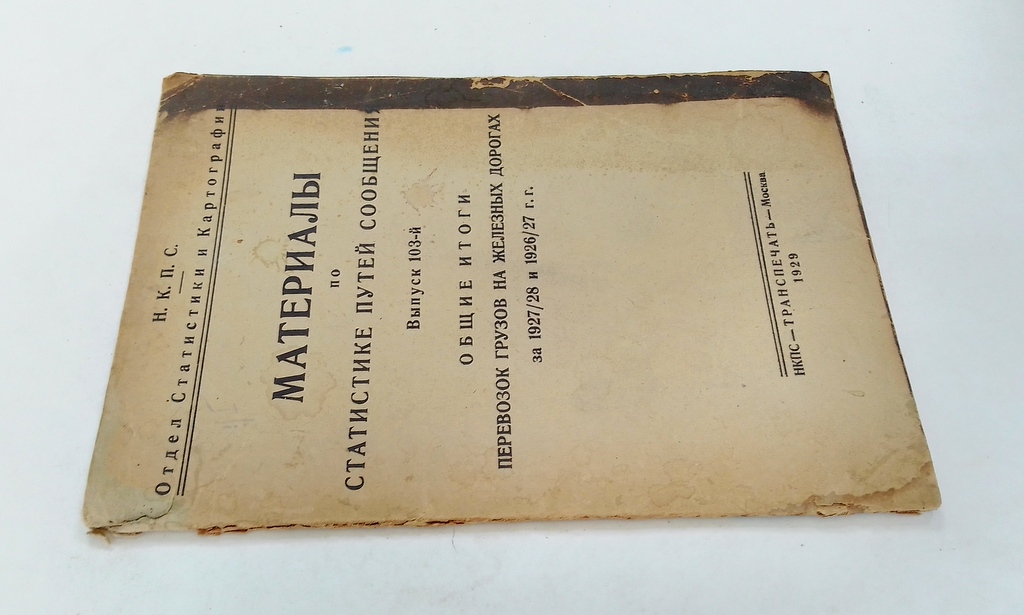 Н. К. П. С.
Отдел Статистики и Картографии
МАТЕРИАЛЫ
ПО
СТАТИСТИКЕ ПУТЕЙ СООБЩЕНИЯ
Выпуск 103-й
ОБЩИЕ ИТОГИ
ПЕРЕВОЗОК ГРУЗОВ НА ЖЕЛЕЗНЫХ ДОРОГАХ
за 1927/28 и 1926/27 г. г.
НКПС — ТРАНСПЕЧАТЬ — Москва
1929